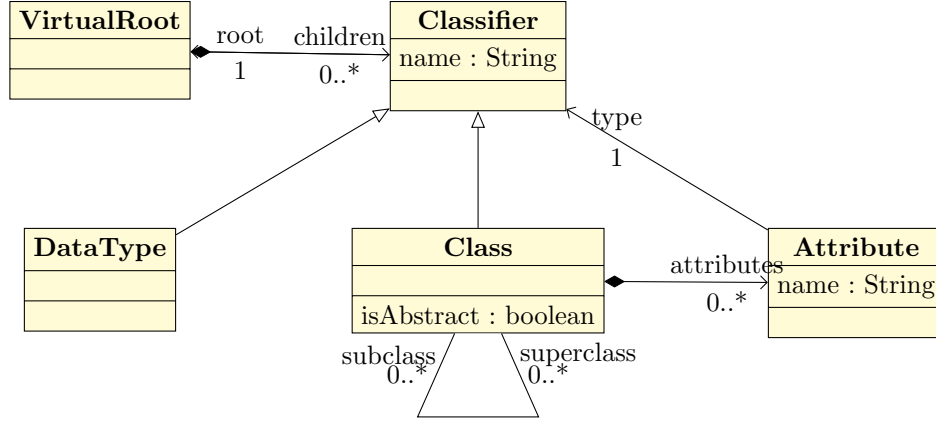 VirtualRoot
root
1
children
0..*
Classifier
name : String
type
1
DataType
Class
isAbstract : boolean
attributes
0..*
Attribute
name : String
subclass
0..*
superclass
0..*